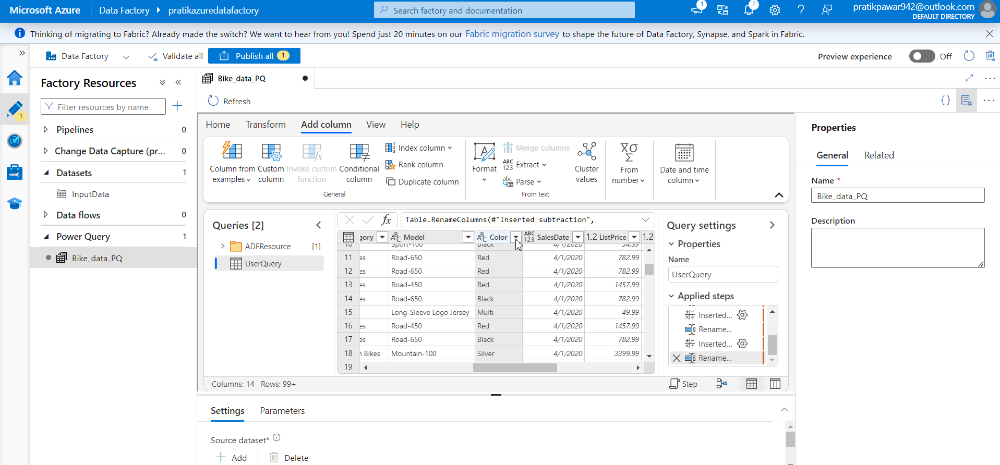 Microsoft Azure Data Factory pratikazuredatafactory Search factory and documentation 1 2 pratikpawar942@outlook.com
DEFAULT DIRECTORY
Thinking of migrating to Fabric? Already made the switch? We want to hear from you! Spend just 20 minutes on our Fabric migration survey to shape the future of Data Factory, Synapse, and Spark in Fabric.
Data Factory Validate all Publish all 1 Preview experience Off
Factory Resources
Filter resources by name
1
Pipelines 0
Change Data Capture (pr... 0
Datasets 1
InputData
Data flows 0
Power Query 1
Bike_data_PQ
Bike_data_PQ
Refresh
Home Transform Add column View Help
Column from examples
Custom column
Invoke custom function
Conditional column
Index column
Rank column
Duplicate column
General
Format
Merge columns
ABC 123 Extract
abc Parse
From text
Cluster values
From number
Date and time column
Queries [2]
ADFResource [1]
UserQuery
fx Table.RenameColumns(#"Inserted subtraction",
gory ABC Model ABC Color ABC 123 SalesDate 1.2 ListPrice 1.2
10 Sport-100 Black 4/1/2020 34.99
11 es Road-650 Red 4/1/2020 782.99
12 es Road-650 Red 4/1/2020 782.99
13 es Road-450 Red 4/1/2020 1457.99
14 es Road-650 Black 4/1/2020 782.99
15 Long-Sleeve Logo Jersey Multi 4/1/2020 49.99
16 es Road-450 Red 4/1/2020 1457.99
17 es Road-650 Black 4/1/2020 782.99
18 n Bikes Mountain-100 Silver 4/1/2020 3399.99
19
Columns: 14 Rows: 99+
Step
Query settings
Properties
Name
UserQuery
Applied steps
Inserted...
Rename...
Inserted...
Rename...
Settings Parameters
Source dataset*
Add Delete
Properties
General Related
Name *
Bike_data_PQ
Description